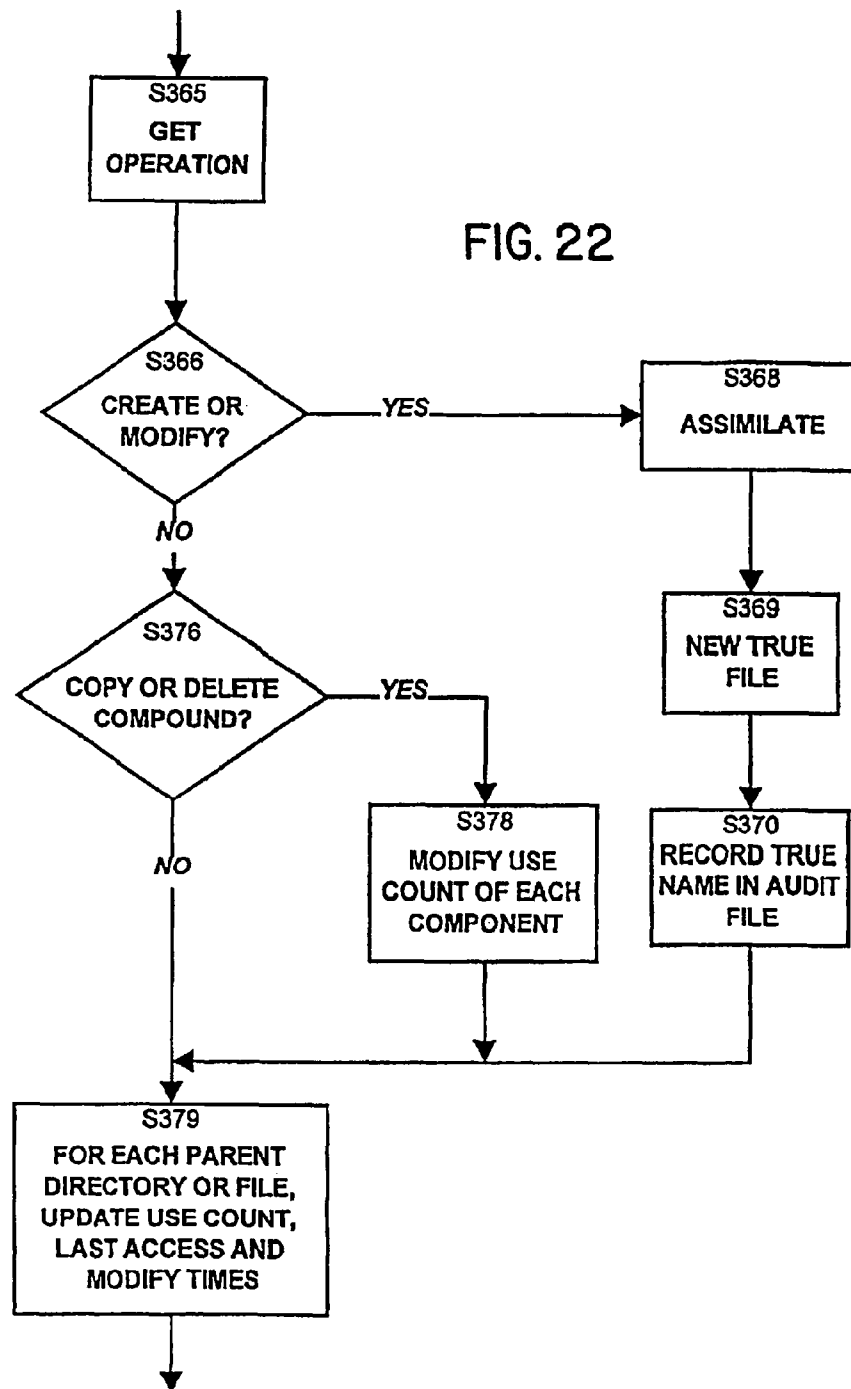 S365
GET
OPERATION
FIG. 22
S366
CREATE OR
MODIFY?
YES
S368
ASSIMILATE
NO
S369
NEW TRUE
FILE
S376
COPY OR DELETE
COMPOUND?
YES
S378
MODIFY USE
COUNT OF EACH
COMPONENT
S370
RECORD TRUE
NAME IN AUDIT
FILE
NO
S379
FOR EACH PARENT
DIRECTORY OR FILE,
UPDATE USE COUNT,
LAST ACCESS AND
MODIFY TIMES